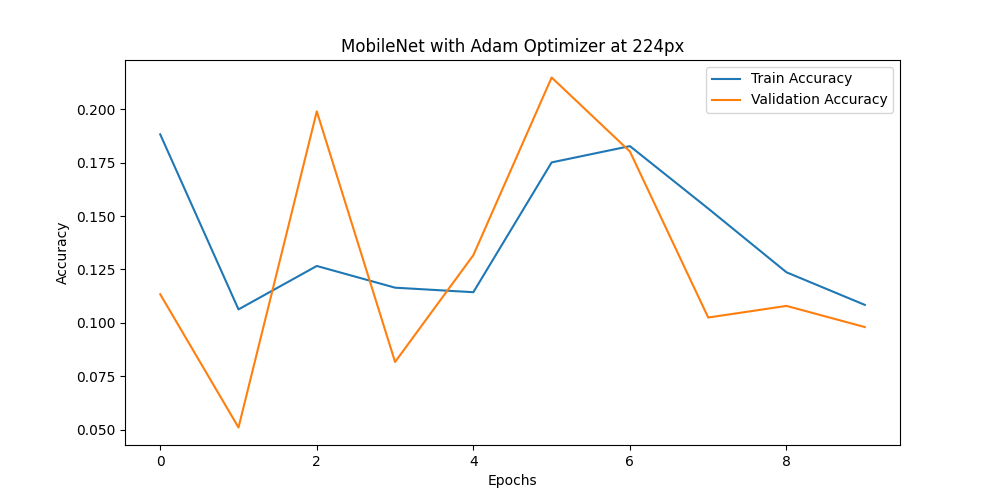 MobileNet with Adam Optimizer at 224px
Train Accuracy
Validation Accuracy
0.200
0.175
0.150
0.125
0.100
0.075
0.050
Accuracy
0 2 4 6 8
Epochs